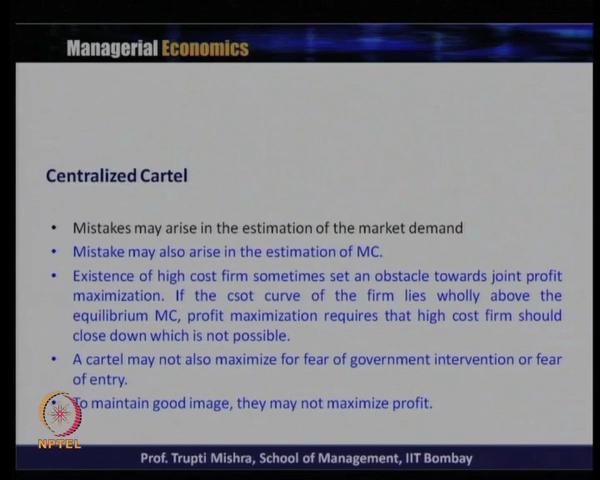 Managerial Economics
Centralized Cartel
• Mistakes may arise in the estimation of the market demand
• Mistake may also arise in the estimation of MC.
• Existence of high cost firm sometimes set an obstacle towards joint profit
maximization. If the csot curve of the firm lies wholly above the
equilibrium MC, profit maximization requires that high cost firm should
close down which is not possible.
• A cartel may not also maximize for fear of government intervention or fear
of entry.
• To maintain good image, they may not maximize profit.
NPTEL
Prof. Trupti Mishra, School of Management, IIT Bombay